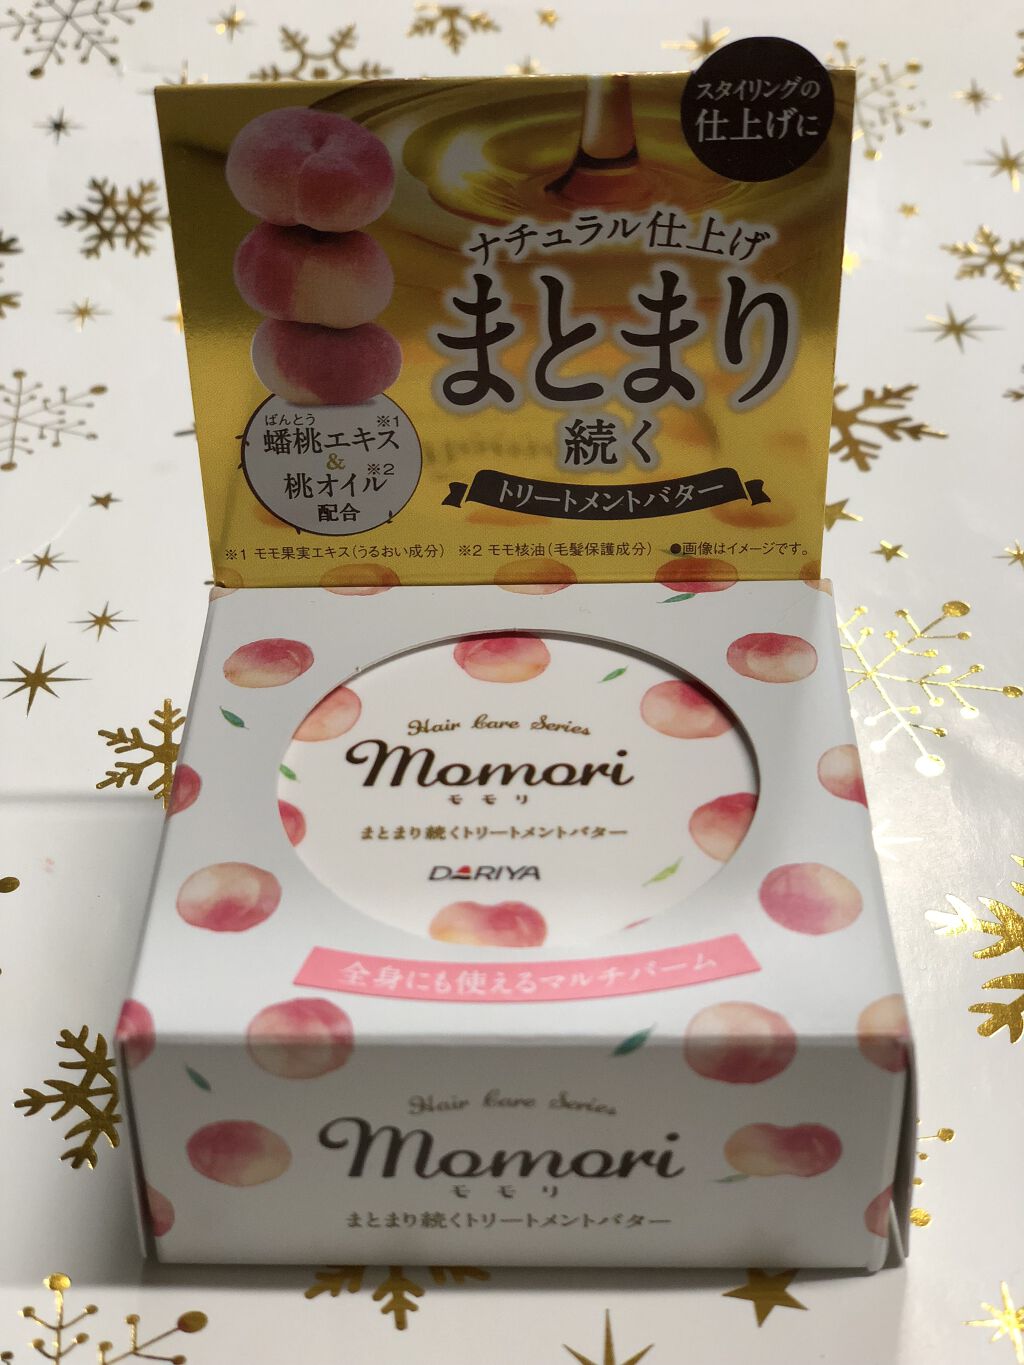 スタイリングの
仕上げに
ナチュラル仕上げ
まとまり
続く
トリートメントバター
ばんとう
蟠桃エキス※1
&
桃オイル※2
配合
※1 モモ果実エキス(うるおい成分) ※2 モモ核油(毛髪保護成分) ●画像はイメージです。
Hair Care Series
Momori
モモリ
まとまり続くトリートメントバター
DARIYA
全身にも使えるマルチバーム
Hair Care Series
Momori
モモリ
まとまり続くトリートメントバター